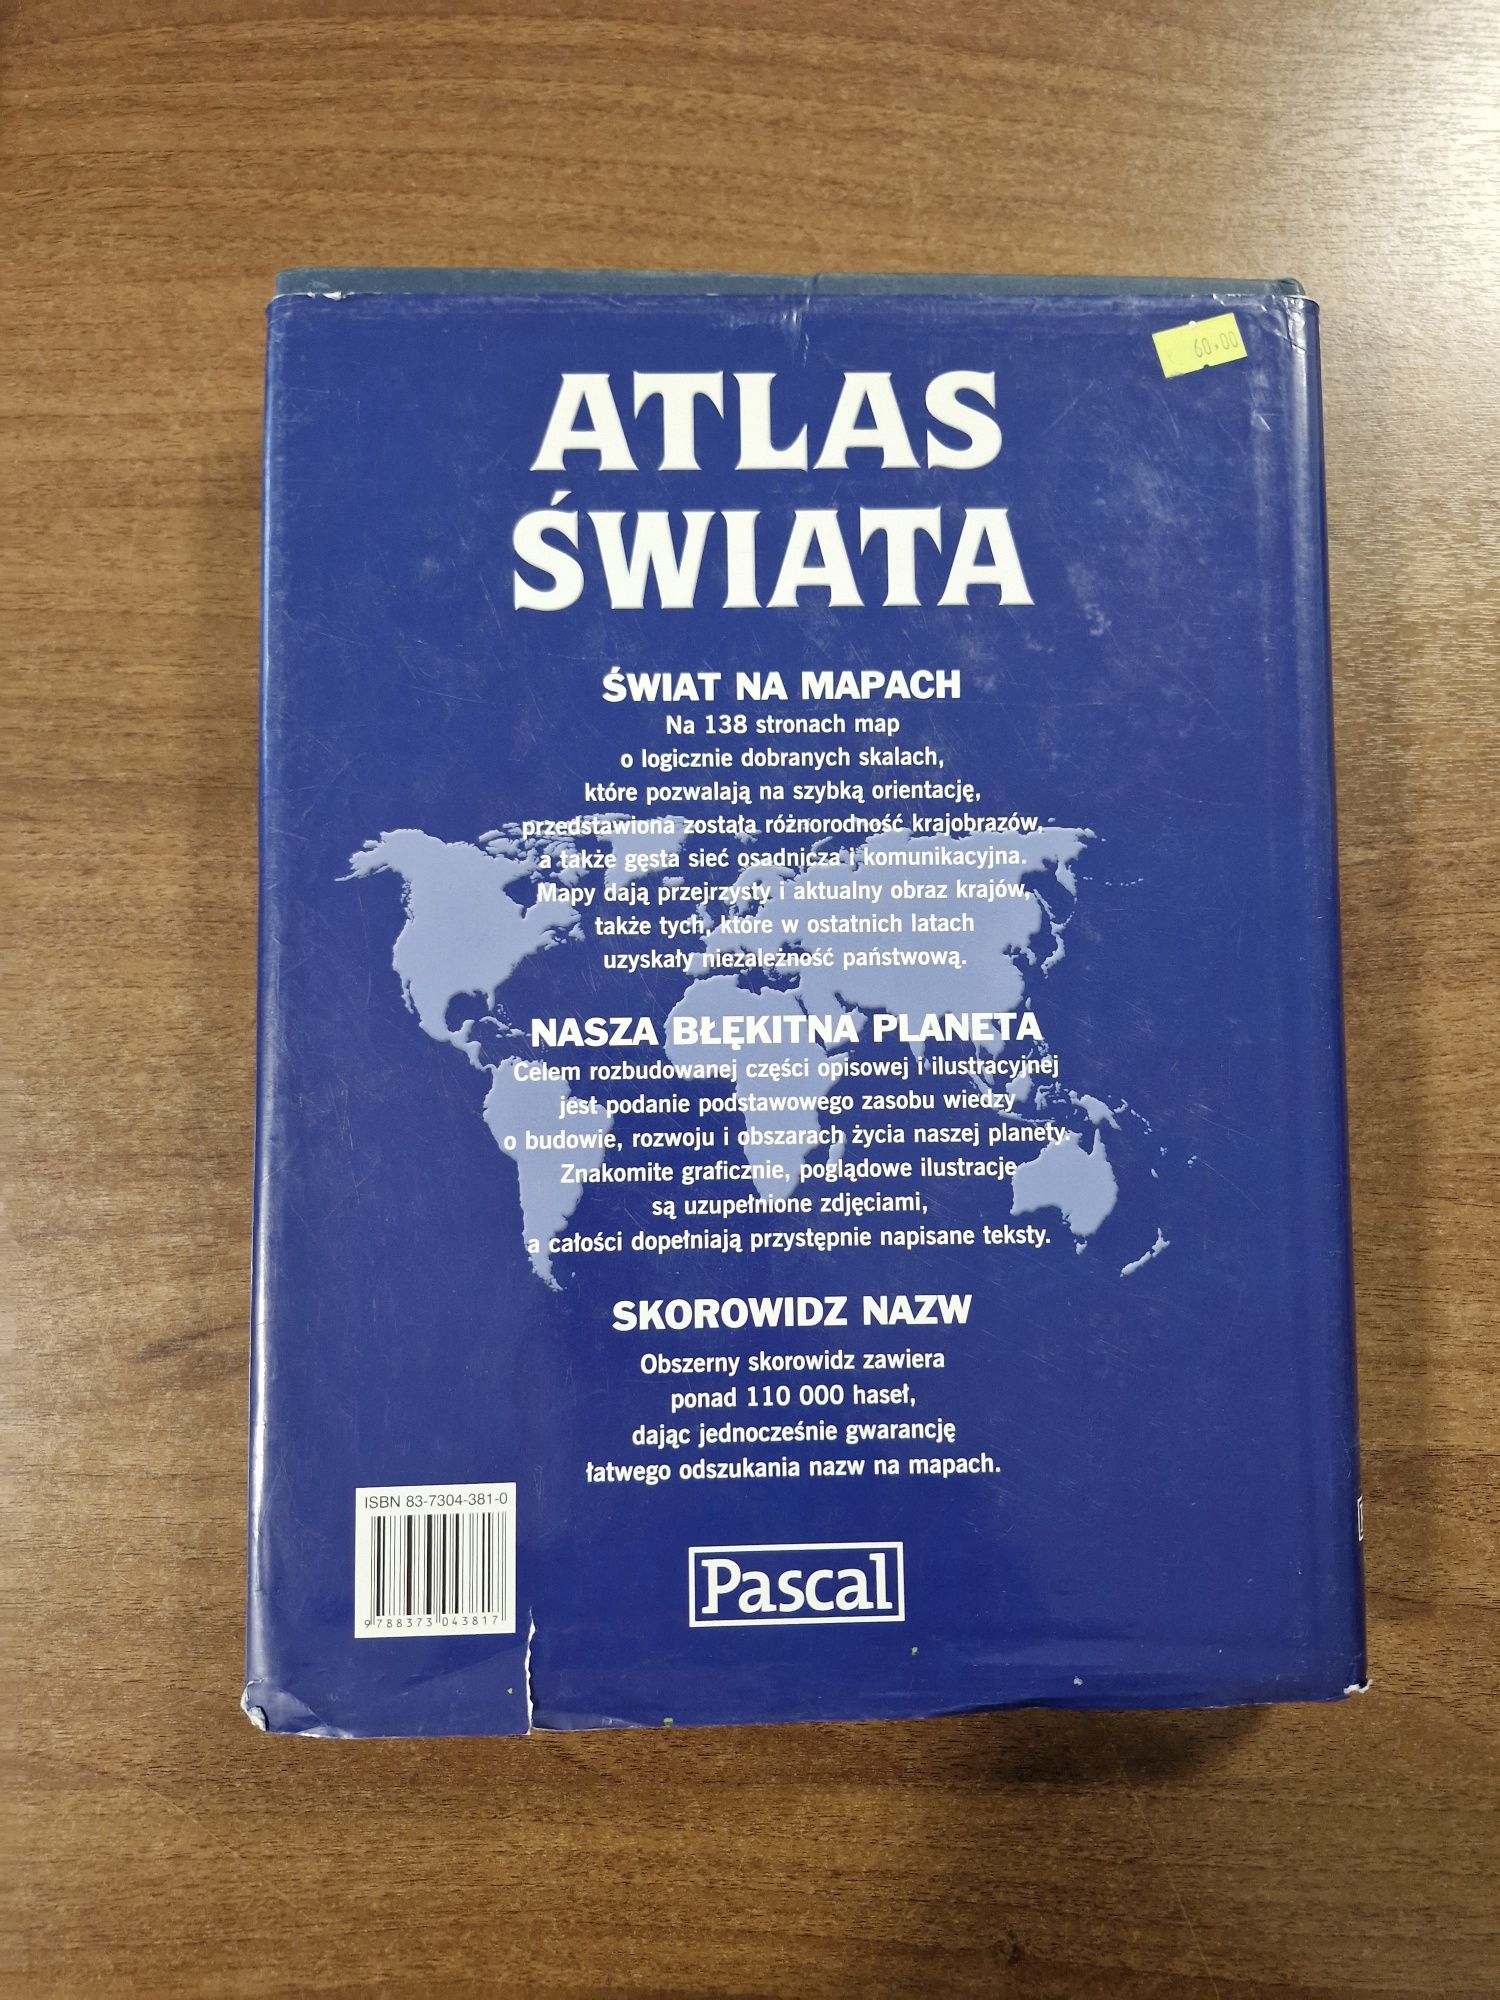 60.00
ATLAS
ŚWIATA
ŚWIAT NA MAPACH
Na 138 stronach map
o logicznie dobranych skalach,
które pozwalają na szybką orientację,
przedstawiona została różnorodność krajobrazów,
a także gęsta sieć osadnicza i komunikacyjna.
Mapy dają przejrzysty i aktualny obraz krajów,
także tych, które w ostatnich latach
uzyskały niezależność państwową.
NASZA BŁĘKITNA PLANETA
Celem rozbudowanej części opisowej i ilustracyjnej
jest podanie podstawowego zasobu wiedzy
o budowie, rozwoju i obszarach życia naszej planety.
Znakomite graficznie, poglądowe ilustracje
są uzupełnione zdjęciami,
a całości dopełniają przystępnie napisane teksty.
SKOROWIDZ NAZW
Obszerny skorowidz zawiera
ponad 110 000 haseł,
dając jednocześnie gwarancję
łatwego odszukania nazw na mapach.
ISBN 83-7304-381-0
9 788373 043817
Pascal